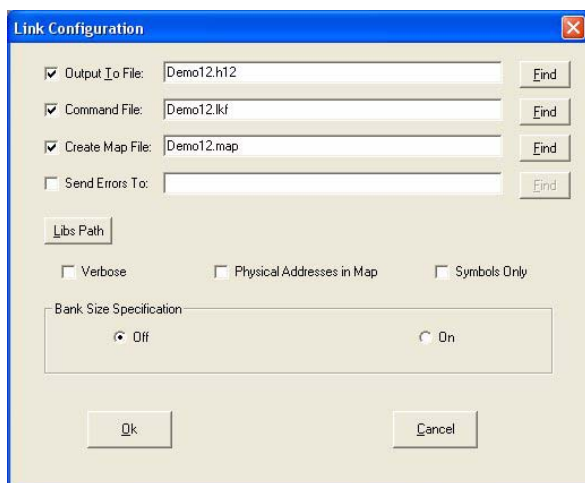 Link Configuration
Output To File: Demo12.h12 Find
Command File: Demo12.lkf Find
Create Map File: Demo12.map Find
Send Errors To: Find
Libs Path
Verbose Physical Addresses in Map Symbols Only
Bank Size Specification
Off On
Ok Cancel